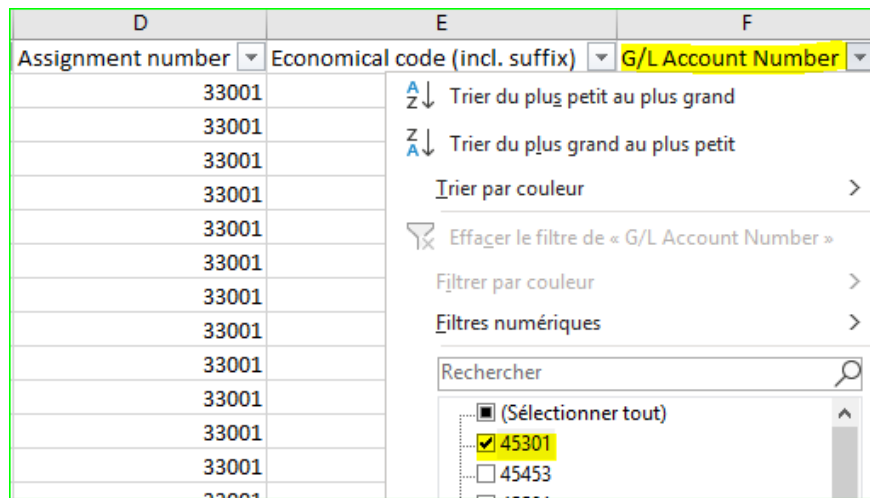 D E F
Assignment number Economical code (incl. suffix) G/L Account Number
33001
33001
33001
33001
33001
33001
33001
33001
33001
33001
33001
33001
33001
Trier du plus petit au plus grand
Trier du plus grand au plus petit
Trier par couleur
Effacer le filtre de « G/L Account Number »
Filtrer par couleur
Filtres numériques
Rechercher
(Sélectionner tout)
45301
45453